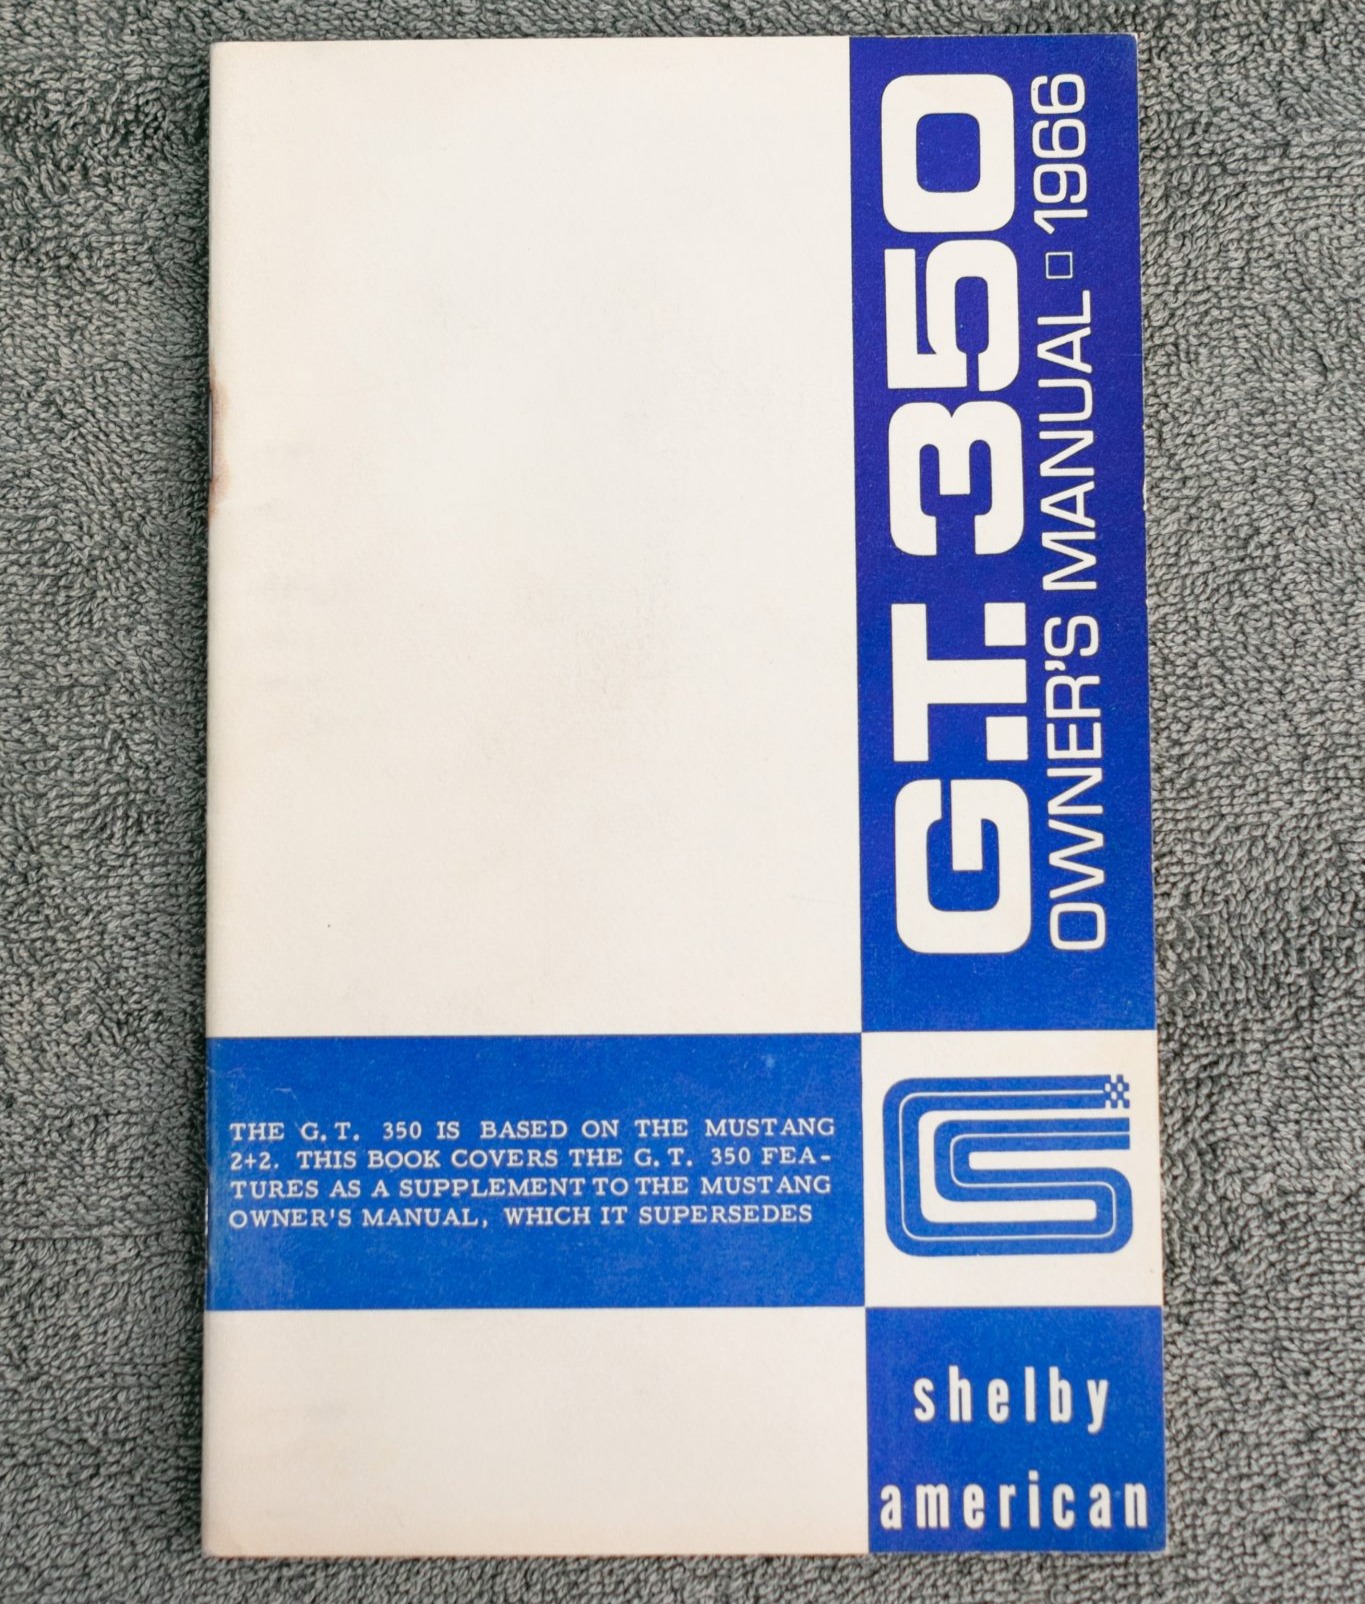 G.T. 350
OWNER'S MANUAL □ 1966
THE G.T. 350 IS BASED ON THE MUSTANG
2+2. THIS BOOK COVERS THE G.T. 350 FEA-
TURES AS A SUPPLEMENT TO THE MUSTANG
OWNER'S MANUAL, WHICH IT SUPERSEDES
shelby
american